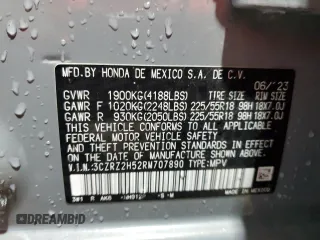 MFD.BY HONDA DE MEXICO S.A. DE C.V.
06/ 23
GVWR 1900KG(4188LBS) TIRE SIZE RIM SIZE
GAWR F 1020KG(2248LBS) 225/55R18 98H 18X7.0J
GAWR R 930KG(2050LBS) 225/55R18 98H 18X7.0J
THIS VEHICLE CONFORMS TO ALL APPLICABLE
FEDERAL MOTOR VEHICLE SAFETY AND THEFT
PREVENTION STANDARDS IN EFFECT ON THE
DATE OF MANUFACTURE SHOWN ABOVE.
V.I.N.:3CZRZ2H52RM707890 TYPE:MPV
MADE IN MEXICO